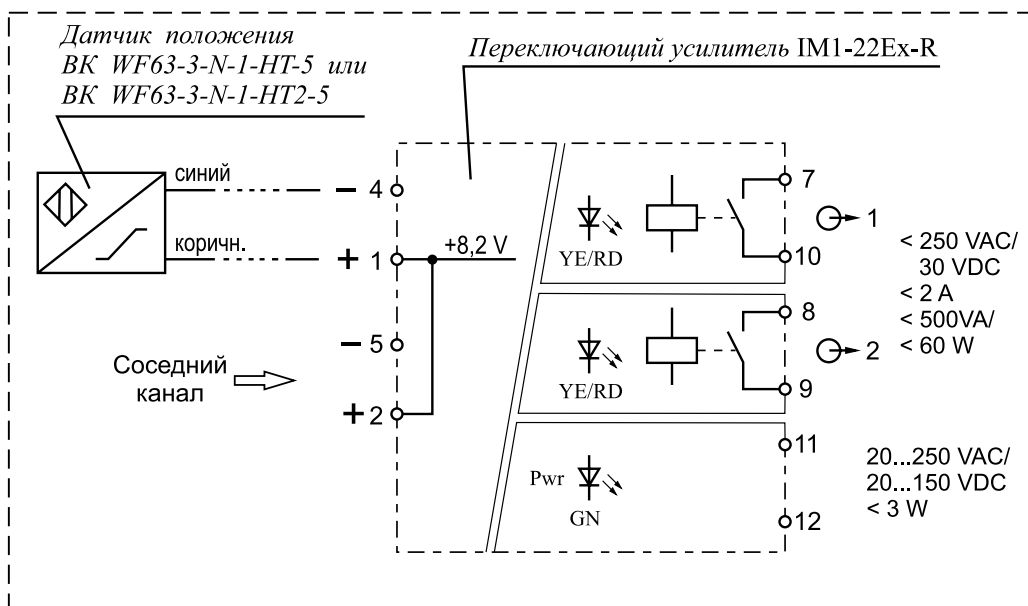 Датчик положения
ВК WF63-3-N-1-HT-5 или
ВК WF63-3-N-1-HT2-5
Переключающий усилитель IM1-22Ex-R
синий
− 4
коричн.
+ 1
+8,2 V
− 5
Соседний
канал
+ 2
YE/RD
7
10
1
< 250 VAC/
30 VDC
< 2 A
< 500VA/
< 60 W
YE/RD
8
9
2
Pwr
GN
11
12
20...250 VAC/
20...150 VDC
< 3 W